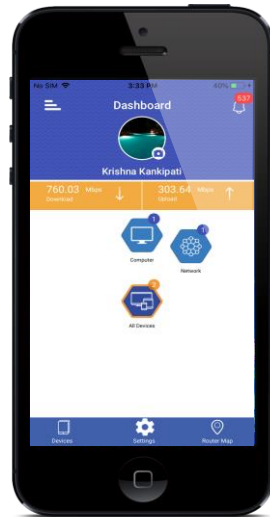 No SIM 3:33 PM 40%
Dashboard
537
Krishna Kankipati
760.03 Mbps 303.64 Mbps
Download Upload
1
Computer
1
Network
All Devices
Devices Settings Router Map